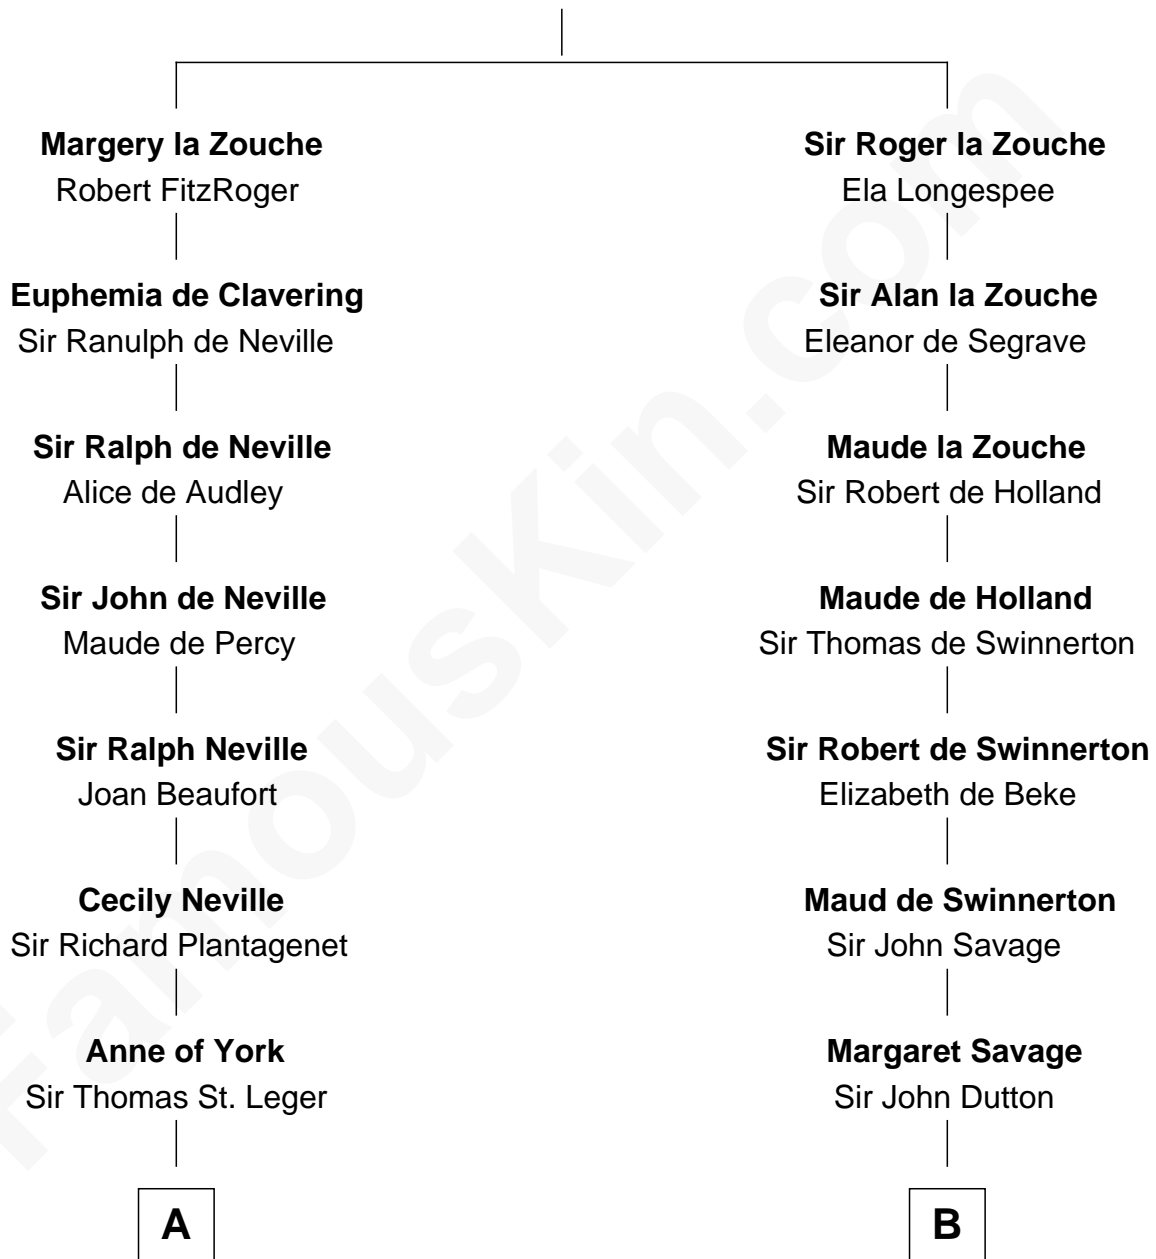 Margery la Zouche
Robert FitzRoger
Euphemia de Clavering
Sir Ranulph de Neville
Sir Ralph de Neville
Alice de Audley
Sir John de Neville
Maude de Percy
Sir Ralph Neville
Joan Beaufort
Cecily Neville
Sir Richard Plantagenet
Anne of York
Sir Thomas St. Leger
A
Sir Roger la Zouche
Ela Longespee
Sir Alan la Zouche
Eleanor de Segrave
Maude la Zouche
Sir Robert de Holland
Maude de Holland
Sir Thomas de Swinnerton
Sir Robert de Swinnerton
Elizabeth de Beke
Maud de Swinnerton
Sir John Savage
Margaret Savage
Sir John Dutton
B
FamousKin.com